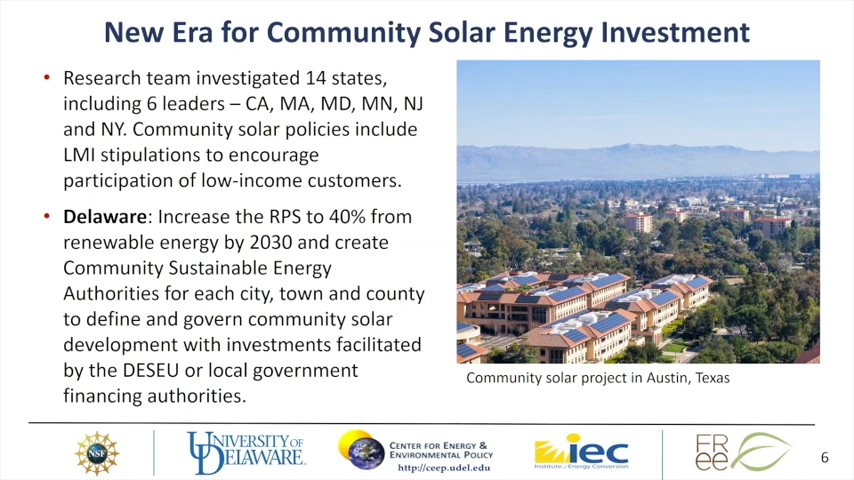 New Era for Community Solar Energy Investment
• Research team investigated 14 states,
including 6 leaders – CA, MA, MD, MN, NJ
and NY. Community solar policies include
LMI stipulations to encourage
participation of low-income customers.
• Delaware: Increase the RPS to 40% from
renewable energy by 2030 and create
Community Sustainable Energy
Authorities for each city, town and county
to define and govern community solar
development with investments facilitated
by the DESEU or local government
financing authorities.
Community solar project in Austin, Texas
NSF
UNIVERSITY OF
DELAWARE
CENTER FOR ENERGY &
ENVIRONMENTAL POLICY
http://ceep.udel.edu
iec
Institute of Energy Conversion
FR
ee
6